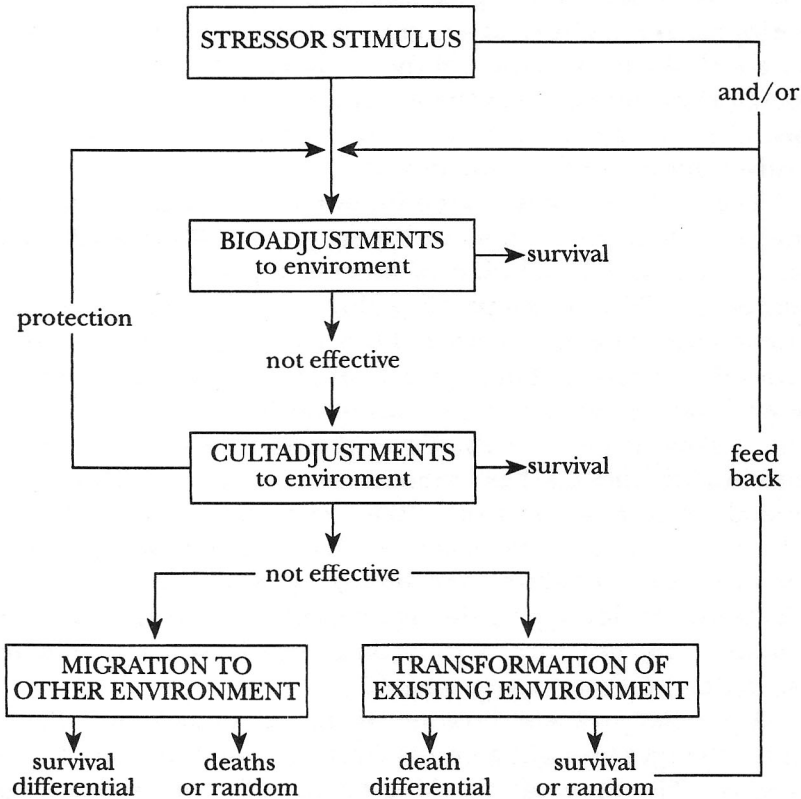 STRESSOR STIMULUS
and/or
BIOADJUSTMENTS
to enviroment
survival
protection
not effective
CULTADJUSTMENTS
to enviroment
survival
feed
back
not effective
MIGRATION TO
OTHER ENVIRONMENT
TRANSFORMATION OF
EXISTING ENVIRONMENT
survival
differential
deaths
or random
death
differential
survival
or random